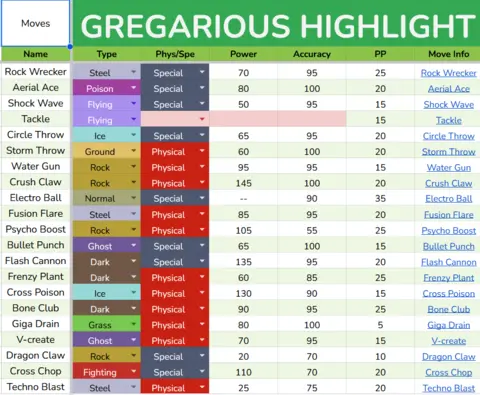 Moves GREGARIOUS HIGHLIGHT
Name Type Phys/Spe Power Accuracy PP Move Info
Rock Wrecker Steel Special 70 95 25 Rock Wrecker
Aerial Ace Poison Special 80 100 20 Aerial Ace
Shock Wave Flying Special 50 95 15 Shock Wave
Tackle Flying 15 Tackle
Circle Throw Ice Special 65 95 20 Circle Throw
Storm Throw Ground Physical 60 100 20 Storm Throw
Water Gun Rock Physical 95 95 15 Water Gun
Crush Claw Rock Physical 145 100 20 Crush Claw
Electro Ball Normal Special -- 90 35 Electro Ball
Fusion Flare Steel Physical 85 95 20 Fusion Flare
Psycho Boost Rock Physical 105 55 25 Psycho Boost
Bullet Punch Ghost Special 65 100 15 Bullet Punch
Flash Cannon Dark Special 135 95 20 Flash Cannon
Frenzy Plant Dark Physical 60 85 25 Frenzy Plant
Cross Poison Ice Physical 130 90 15 Cross Poison
Bone Club Dark Physical 90 95 25 Bone Club
Giga Drain Grass Physical 80 100 5 Giga Drain
V-create Ghost Physical 70 95 15 V-create
Dragon Claw Rock Special 20 70 10 Dragon Claw
Cross Chop Fighting Special 110 70 20 Cross Chop
Techno Blast Steel Physical 25 75 20 Techno Blast